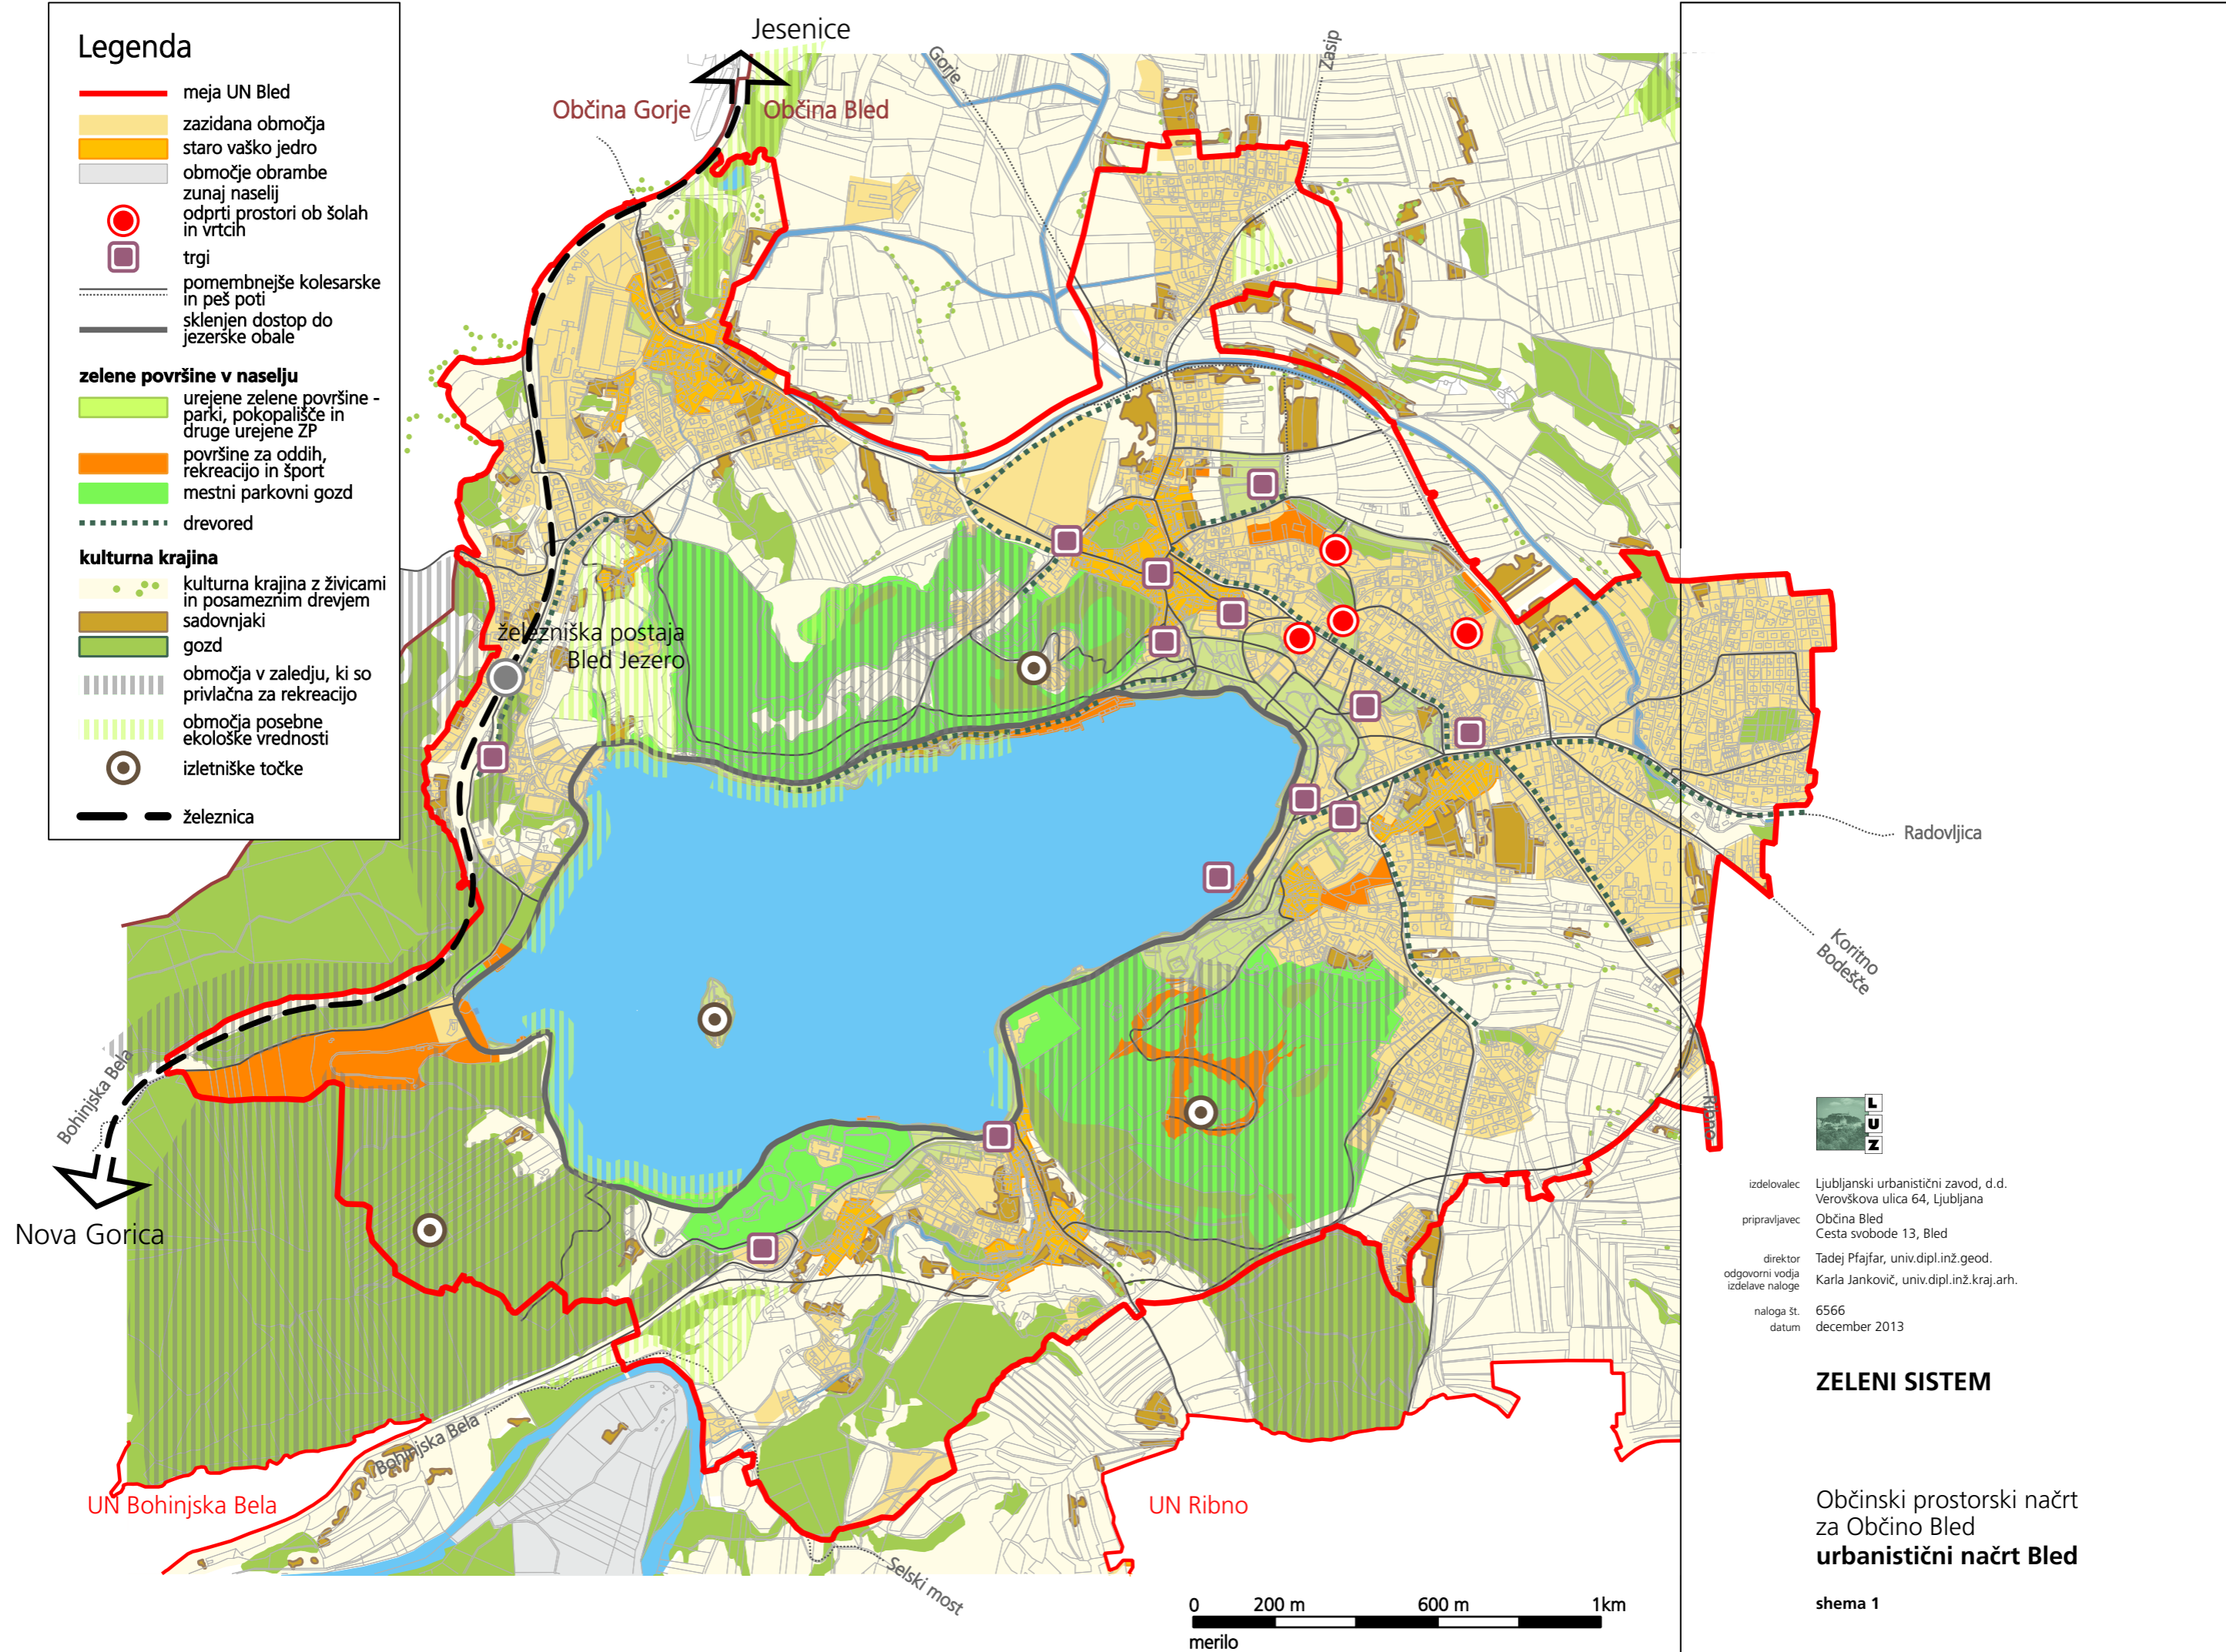 Legenda
meja UN Bled
zazidana območja
staro vaško jedro
območje obrambe
zunaj naselij
odprti prostori ob šolah
in vrtcih
trgi
pomembnejše kolesarske
in peš poti
sklenjen dostop do
jezerske obale
zelene površine v naselju
urejene zelene površine -
parki, pokopališče in
druge urejene ZP
površine za oddih,
rekreacijo in šport
mestni parkovni gozd
drevored
kulturna krajina
kulturna krajina z živicami
in posameznim drevjem
sadovnjaki
gozd
območja v zaledju, ki so
privlačna za rekreacijo
območja posebne
ekološke vrednosti
izletniške točke
železnica
Jesenice
Občina Gorje
Občina Bled
Gorje
Zasip
železniška postaja
Bled Jezero
Radovljica
Koritno
Bodešče
Ribno
Bohinjska Bela
Nova Gorica
Bohinjska Bela
UN Bohinjska Bela
UN Ribno
Selski most
0 200 m 600 m 1km
merilo
L
U
Z
izdelovalec Ljubljanski urbanistični zavod, d.d.
Verovškova ulica 64, Ljubljana
pripravljavec Občina Bled
Cesta svobode 13, Bled
direktor Tadej Pfajfar, univ.dipl.inž.geod.
odgovorni vodja
izdelave naloge Karla Jankovič, univ.dipl.inž.kraj.arh.
naloga št. 6566
datum december 2013
ZELENI SISTEM
Občinski prostorski načrt
za Občino Bled
urbanistični načrt Bled
shema 1